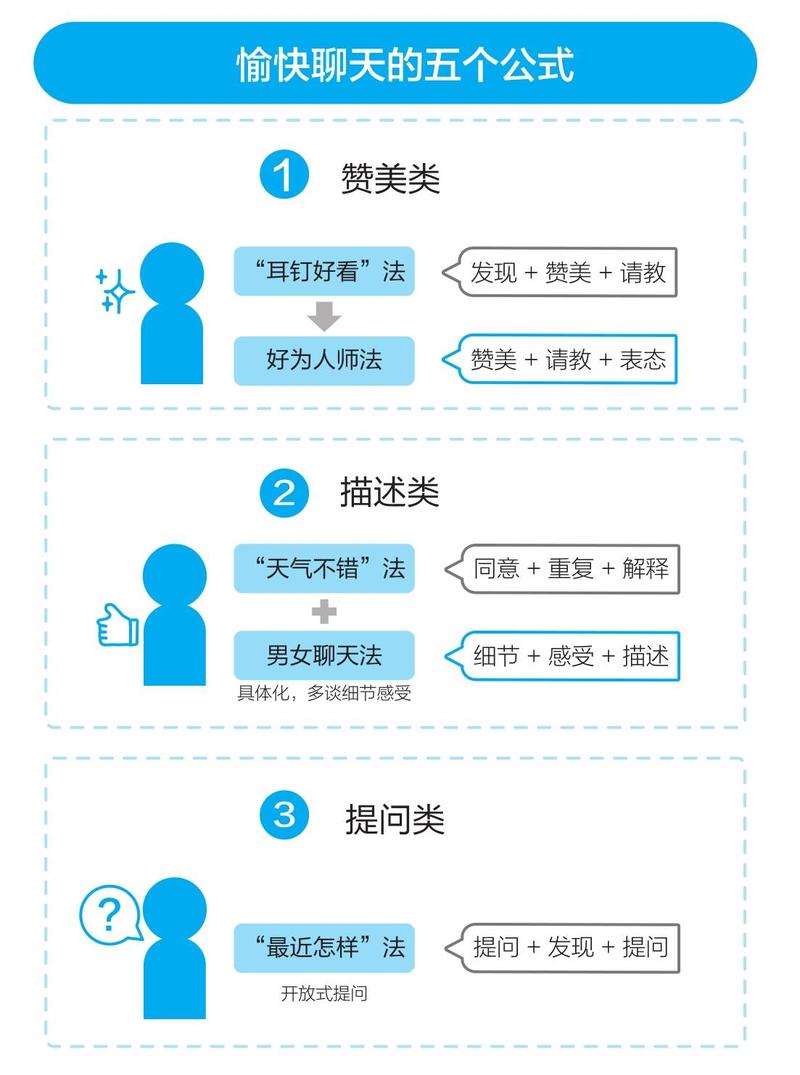 愉快聊天的五个公式
1 赞美类
“耳钉好看”法
发现 + 赞美 + 请教
好为人师法
赞美 + 请教 + 表态
2 描述类
“天气不错”法
同意 + 重复 + 解释
男女聊天法
细节 + 感受 + 描述
具体化，多谈细节感受
3 提问类
?
“最近怎样”法
提问 + 发现 + 提问
开放式提问